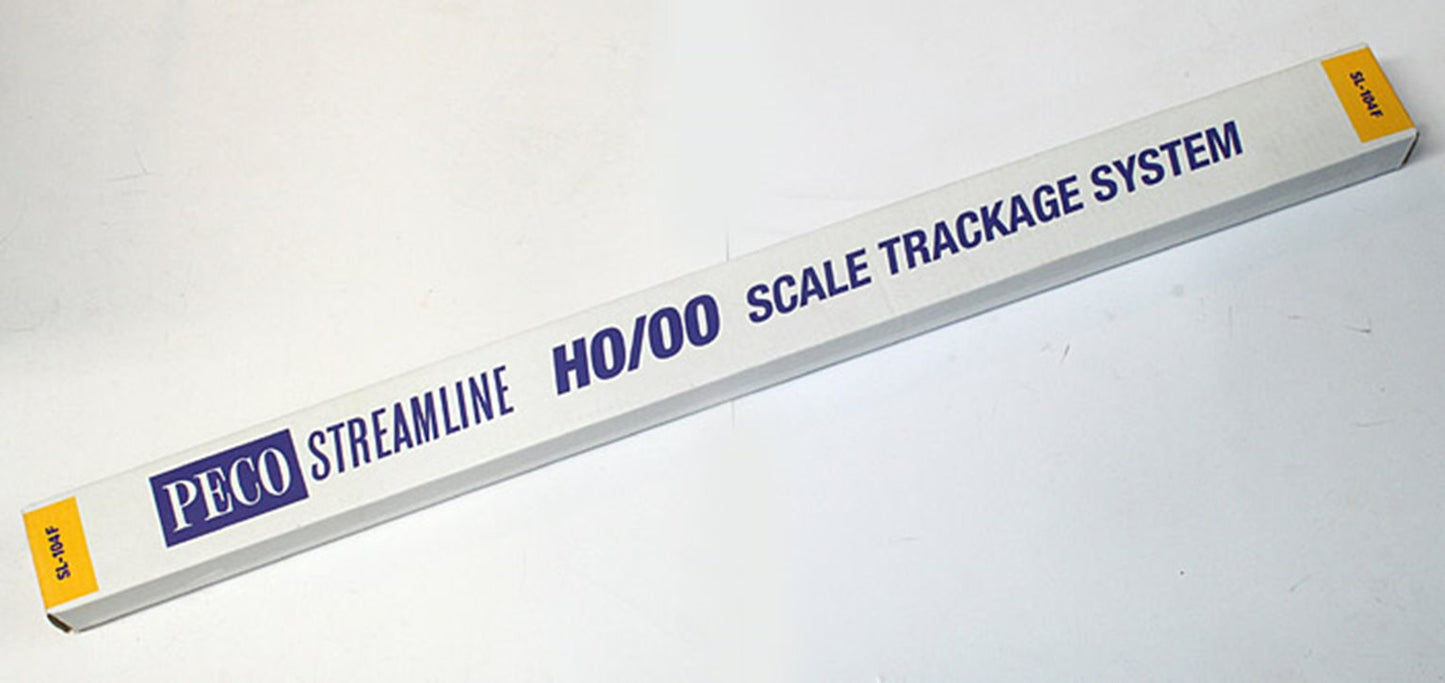 SL-104F
PECO STREAMLINE HO/OO SCALE TRACKAGE SYSTEM
SL-104F